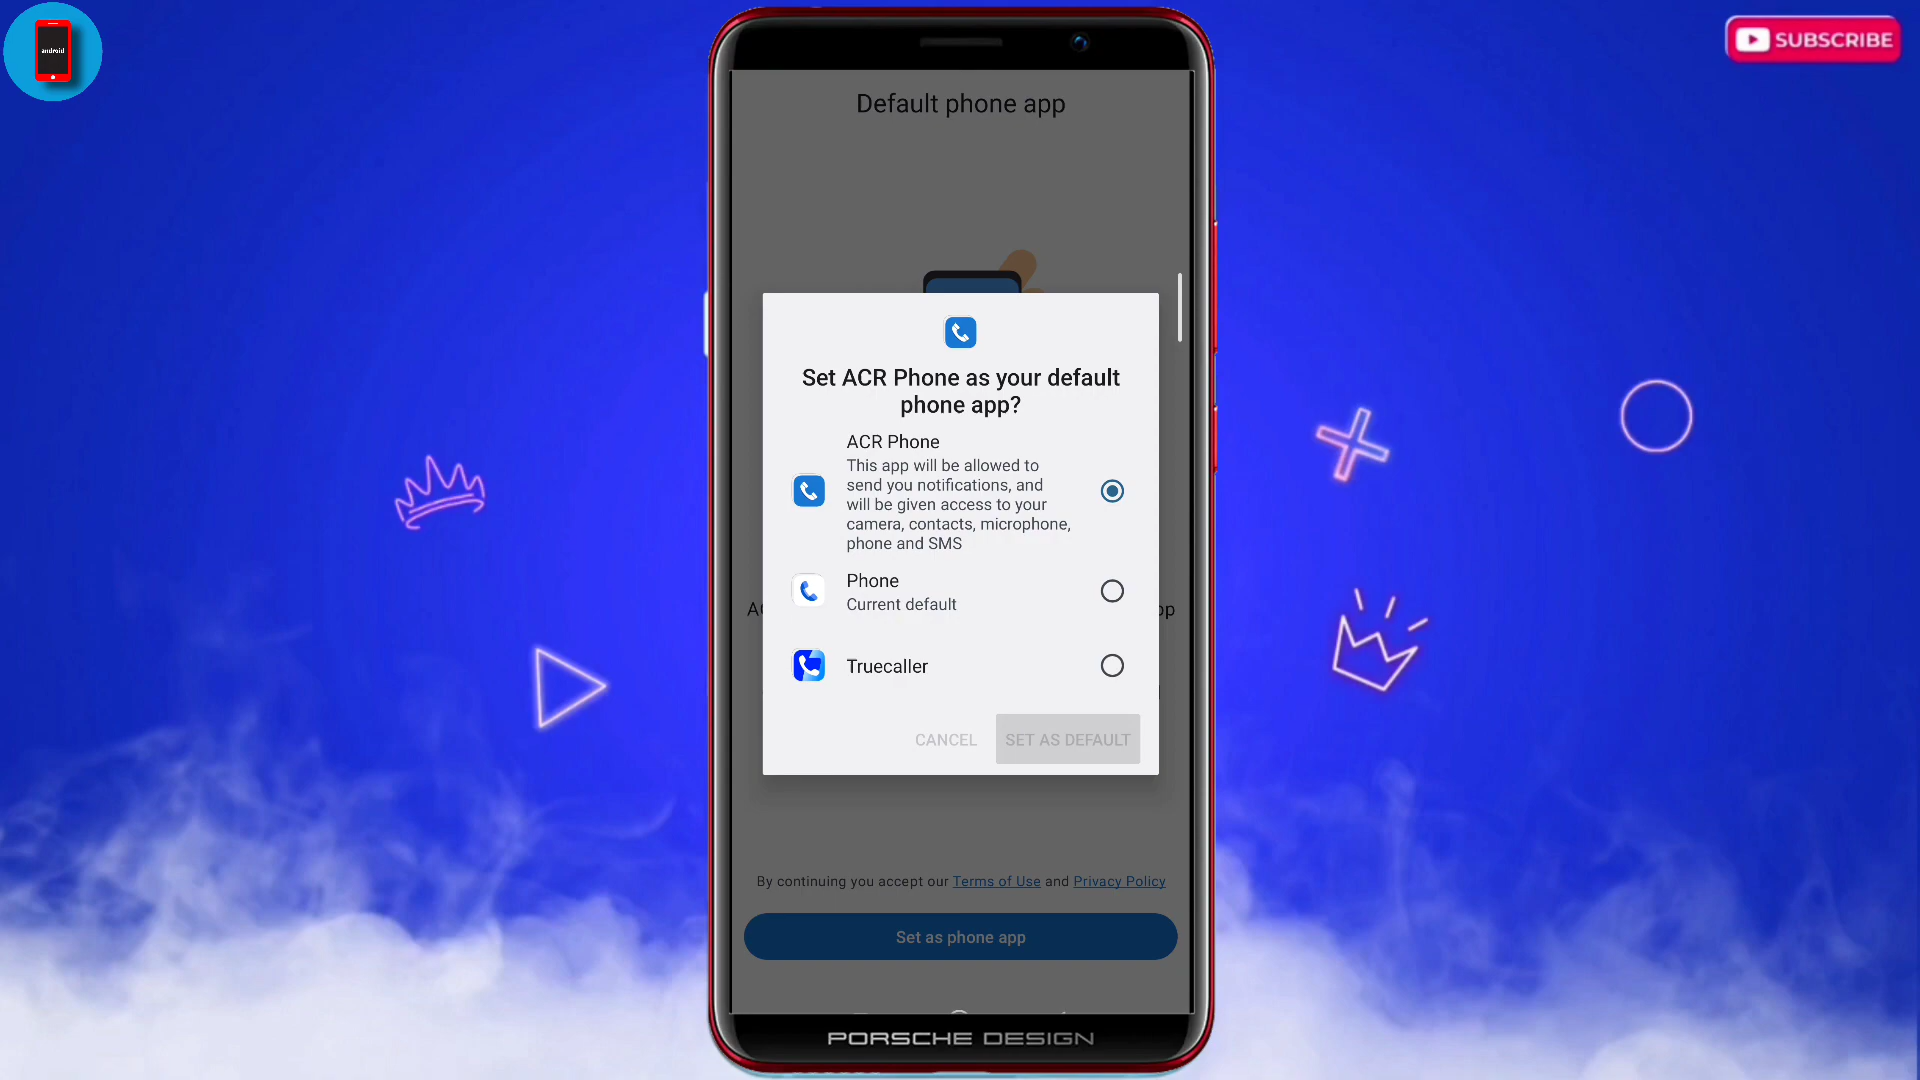 android
SUBSCRIBE
Default phone app
Set ACR Phone as your default
phone app?
ACR Phone
This app will be allowed to
send you notifications, and
will be given access to your
camera, contacts, microphone,
phone and SMS
Phone
Current default
Truecaller
CANCEL
SET AS DEFAULT
By continuing you accept our Terms of Use and Privacy Policy
Set as phone app
PORSCHE DESIGN